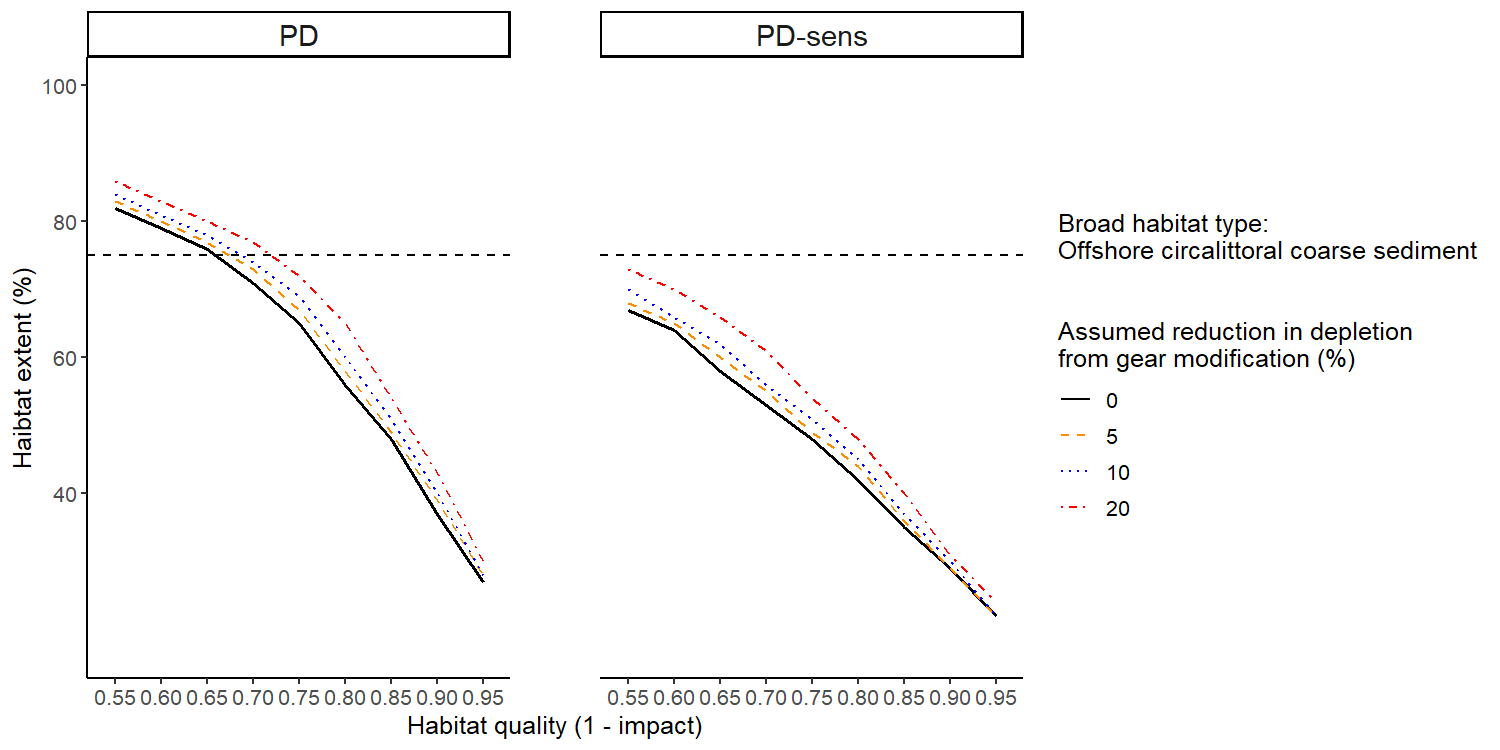 PD
PD-sens
100
80
60
40
Haibtat extent (%)
0.55 0.60 0.65 0.70 0.75 0.80 0.85 0.90 0.95
0.55 0.60 0.65 0.70 0.75 0.80 0.85 0.90 0.95
Habitat quality (1 - impact)
Broad habitat type:
Offshore circalittoral coarse sediment
Assumed reduction in depletion
from gear modification (%)
0
5
10
20